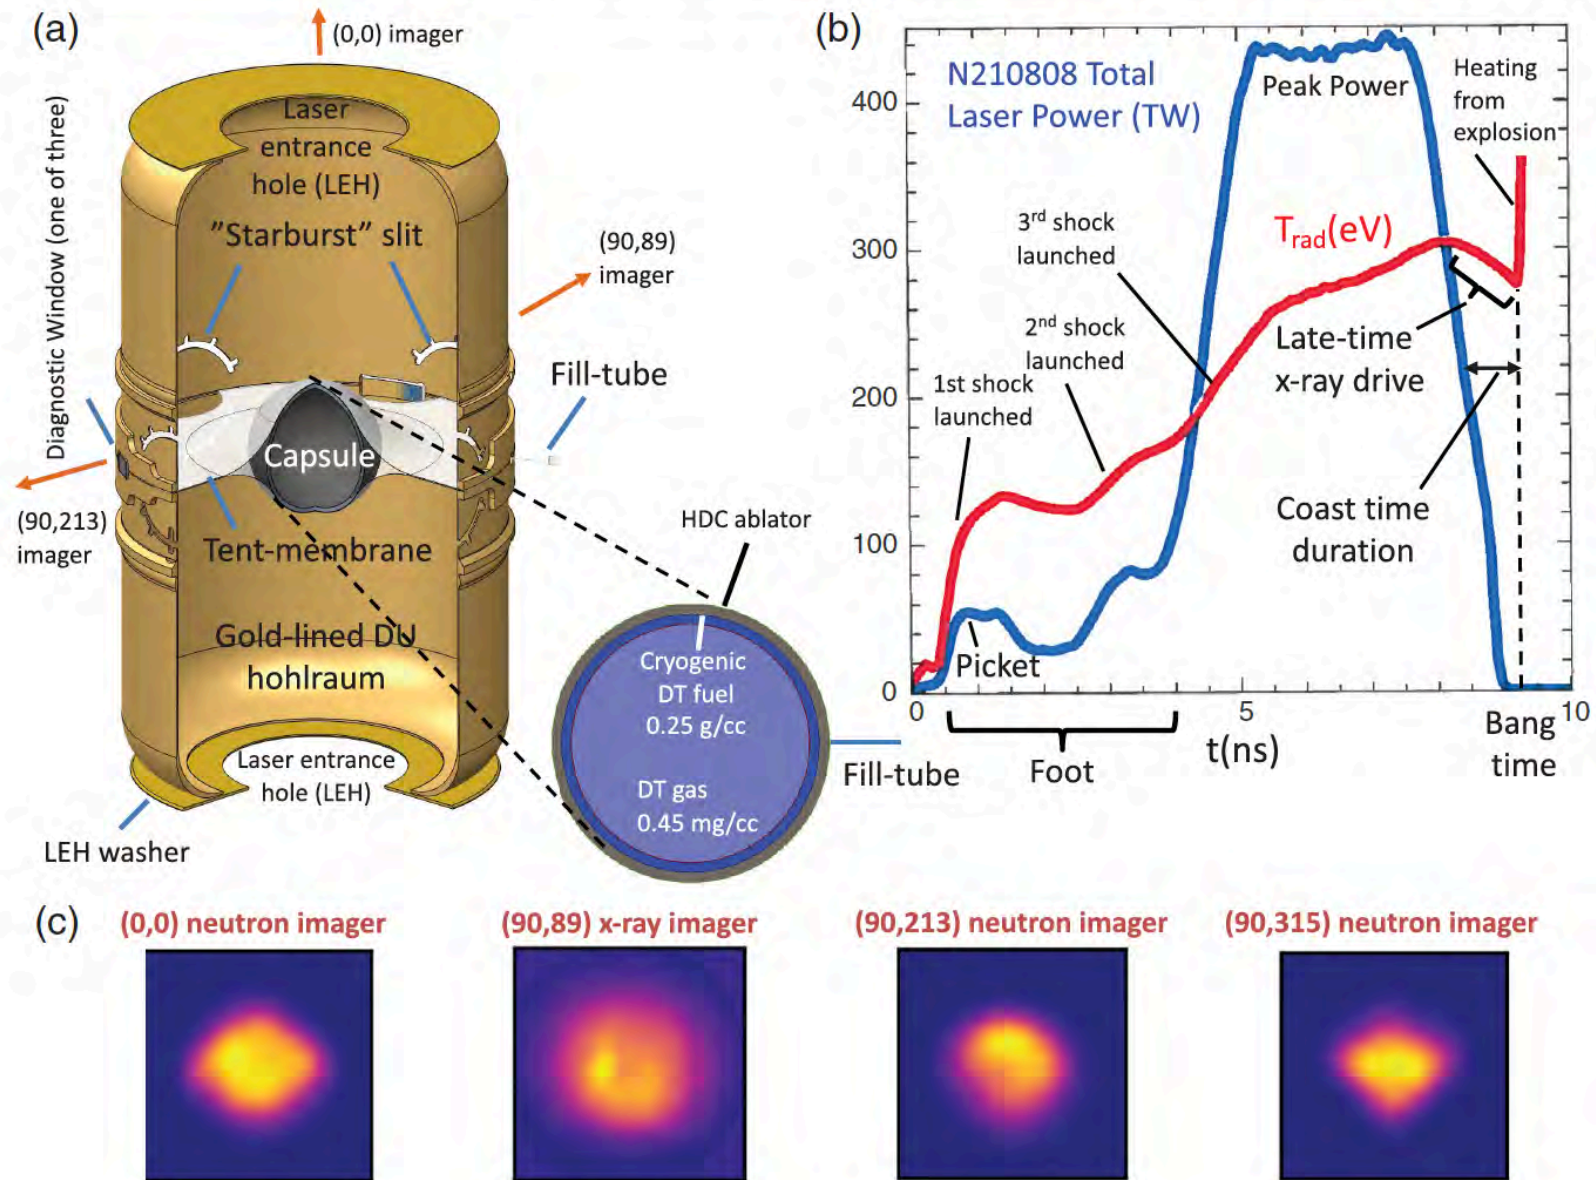 (a)
(0,0) imager
Diagnostic Window (one of three)
Laser
entrance
hole (LEH)
”Starburst” slit
(90,89)
imager
Fill-tube
Capsule
(90,213)
imager
Tent-membrane
Gold-lined DU
hohlraum
Laser entrance
hole (LEH)
LEH washer
HDC ablator
Cryogenic
DT fuel
0.25 g/cc
DT gas
0.45 mg/cc
Fill-tube
(b)
N210808 Total
Laser Power (TW)
Peak Power
Heating
from
explosion
Trad(eV)
3rd shock
launched
2nd shock
launched
1st shock
launched
Late-time
x-ray drive
Coast time
duration
Picket
400
300
200
100
0
0
5
10
Foot
t(ns)
Bang
time
(c)
(0,0) neutron imager
(90,89) x-ray imager
(90,213) neutron imager
(90,315) neutron imager